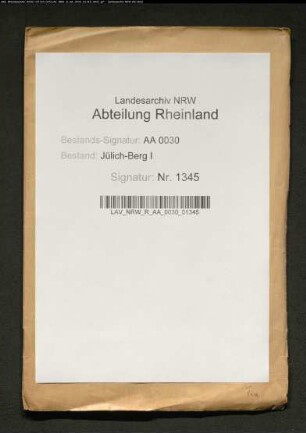 Landesarchiv NRW
Abteilung Rheinland
Bestands-Signatur: AA 0030
Bestand: Jülich-Berg I
Signatur: Nr. 1345
LAV_NRW_R_AA_0030_01345